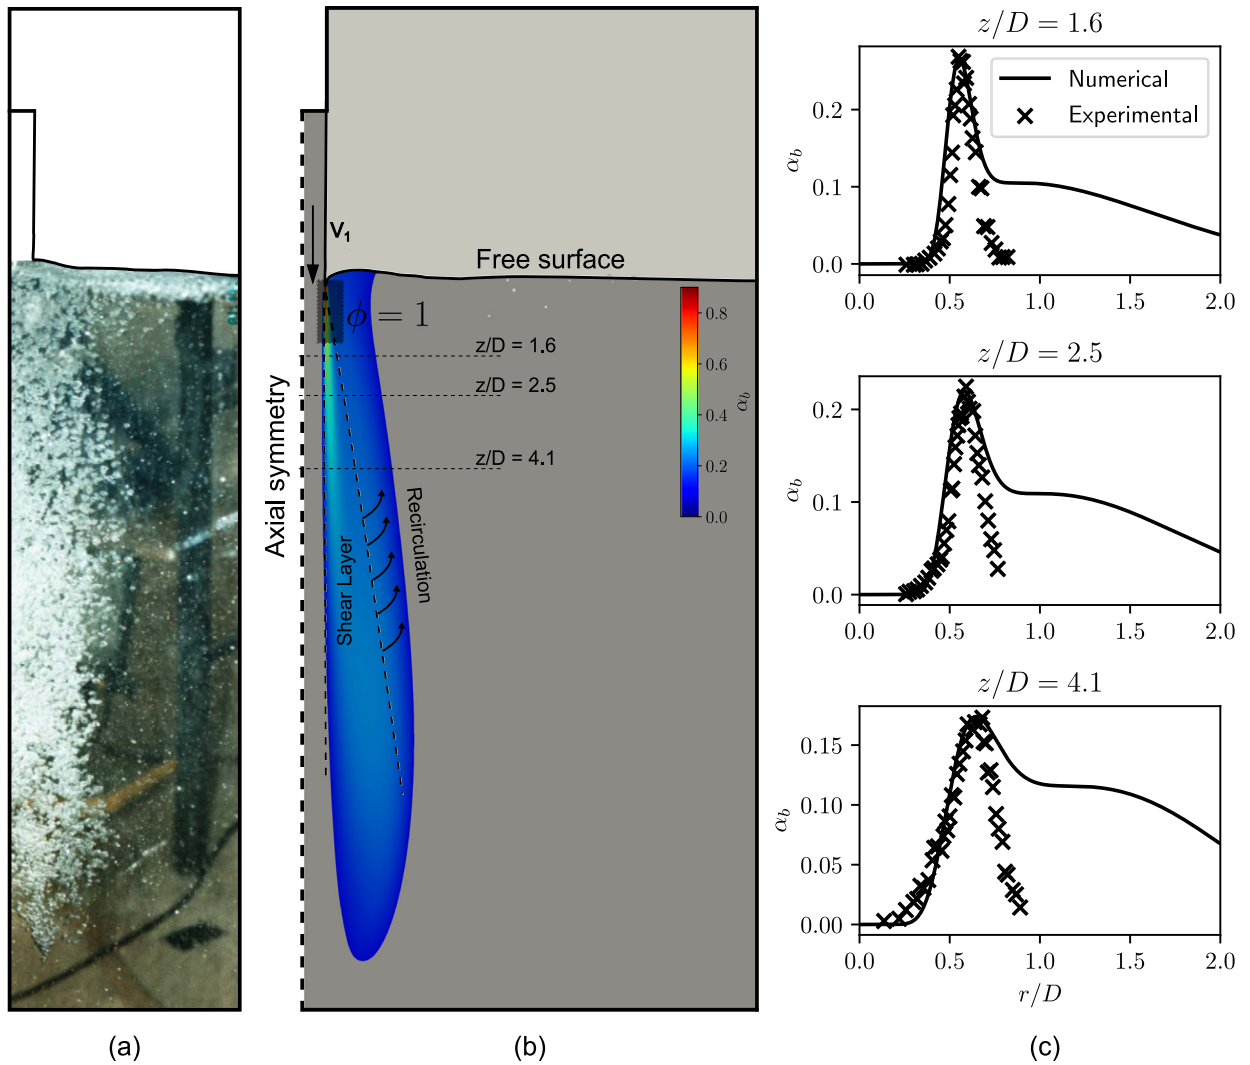 V₁
Free surface
ϕ = 1
z/D = 1.6
z/D = 2.5
z/D = 4.1
0.8
0.6
0.4
0.2
0.0
α_b
Axial symmetry
Shear Layer
Recirculation
z/D = 1.6
Numerical
Experimental
α_b
0.2
0.1
0.0
0.0 0.5 1.0 1.5 2.0
z/D = 2.5
α_b
0.2
0.1
0.0
0.0 0.5 1.0 1.5 2.0
z/D = 4.1
α_b
0.15
0.10
0.05
0.00
0.0 0.5 1.0 1.5 2.0
r/D
(a)
(b)
(c)